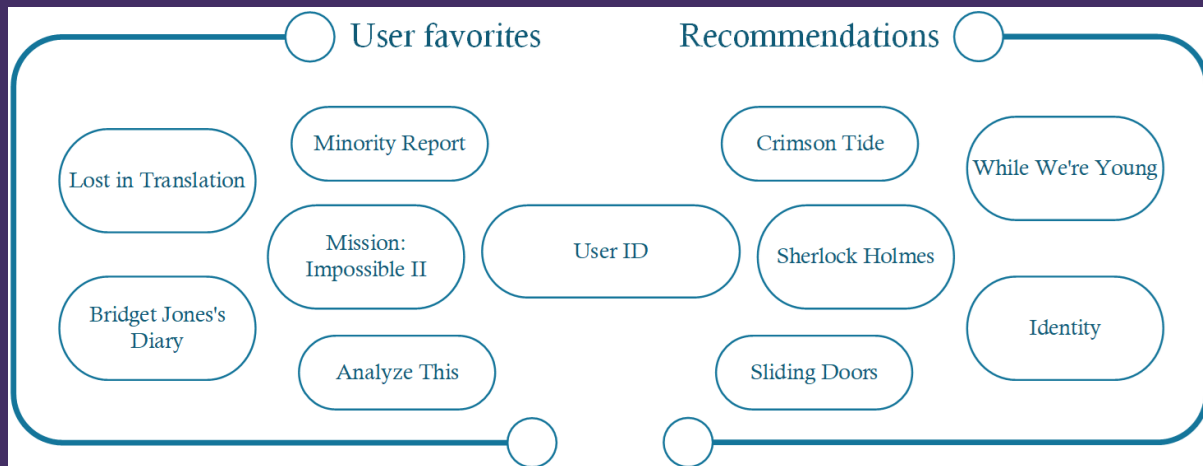 User favorites
Recommendations
Minority Report
Lost in Translation
Mission:
Impossible II
Bridget Jones's
Diary
Analyze This
User ID
Crimson Tide
While We're Young
Sherlock Holmes
Identity
Sliding Doors